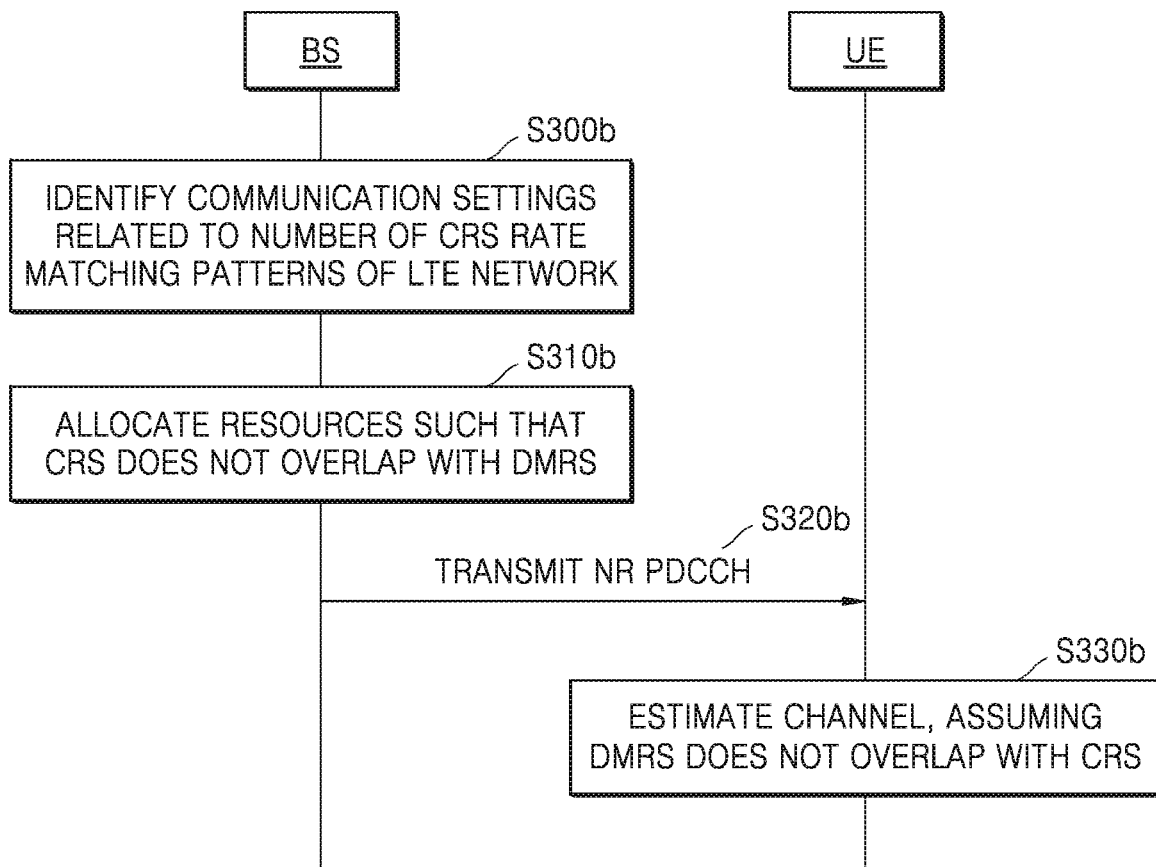 BS
UE
S300b
IDENTIFY COMMUNICATION SETTINGS
RELATED TO NUMBER OF CRS RATE
MATCHING PATTERNS OF LTE NETWORK
S310b
ALLOCATE RESOURCES SUCH THAT
CRS DOES NOT OVERLAP WITH DMRS
S320b
TRANSMIT NR PDCCH
S330b
ESTIMATE CHANNEL, ASSUMING
DMRS DOES NOT OVERLAP WITH CRS